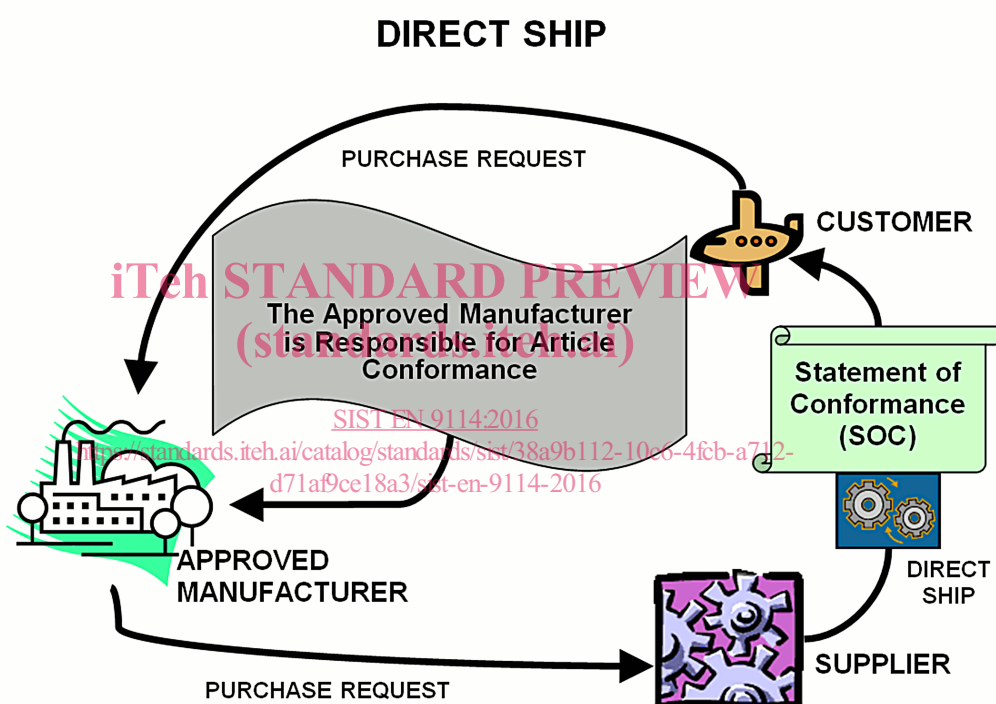 DIRECT SHIP
PURCHASE REQUEST
CUSTOMER
iTeh STANDARD PREVIEW
(standards.iteh.ai)
The Approved Manufacturer
is Responsible for Article
Conformance
Statement of
Conformance
(SOC)
SIST EN 9114:2016
https://standards.iteh.ai/catalog/standards/sist/38a9b112-10c6-4fcb-a712-
d71af9ce18a3/sist-en-9114-2016
APPROVED
MANUFACTURER
DIRECT
SHIP
SUPPLIER
PURCHASE REQUEST